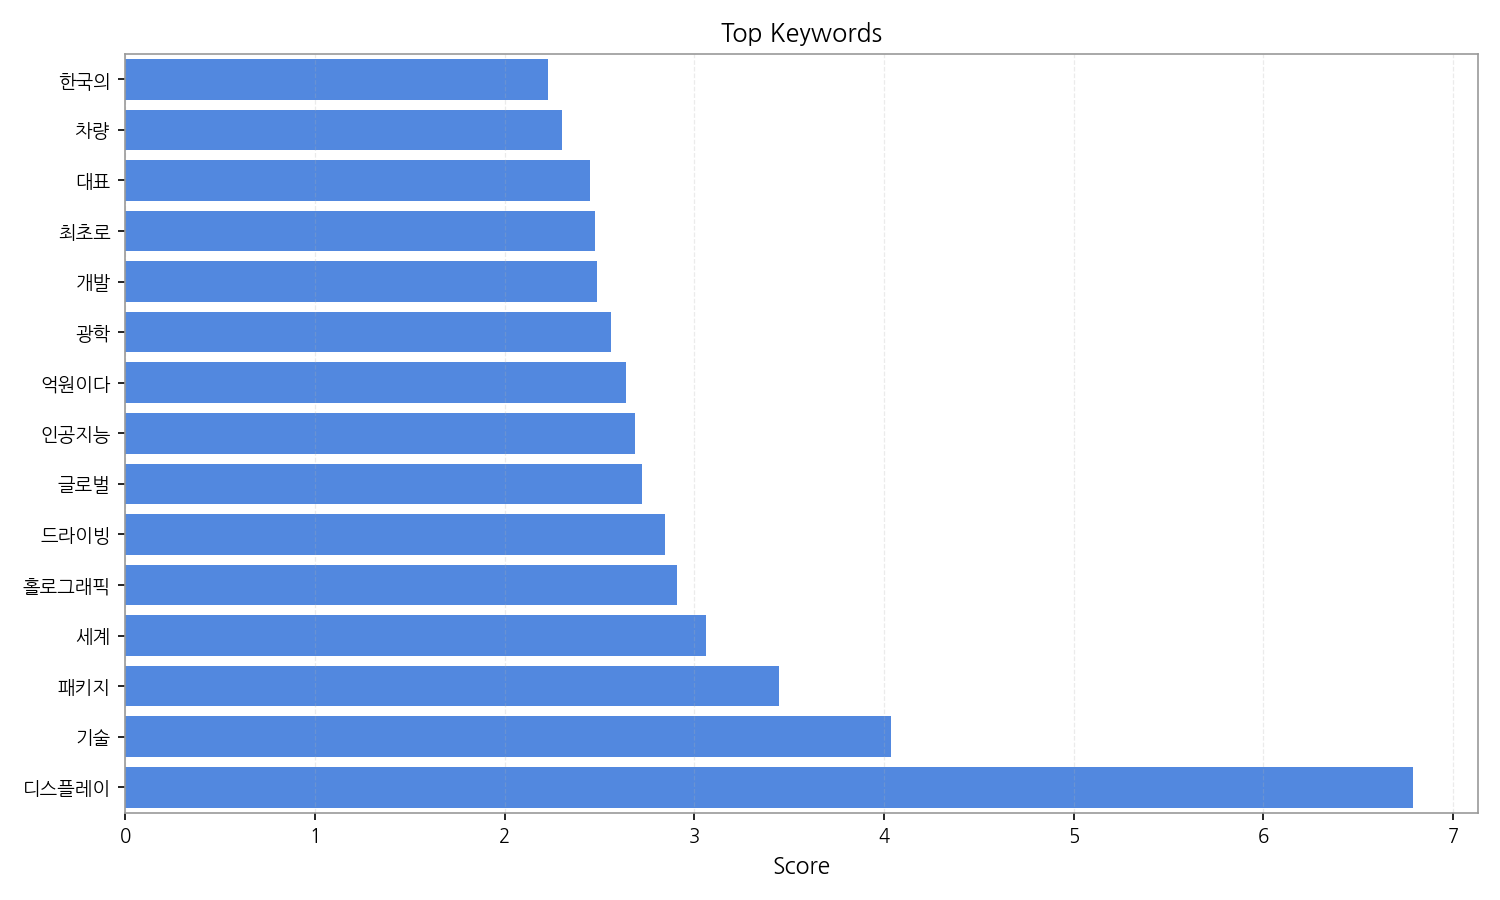 Top Keywords
한국의
차량
대표
최초로
개발
광학
억원이다
인공지능
글로벌
드라이빙
홀로그래픽
세계
패키지
기술
디스플레이
0 1 2 3 4 5 6 7
Score